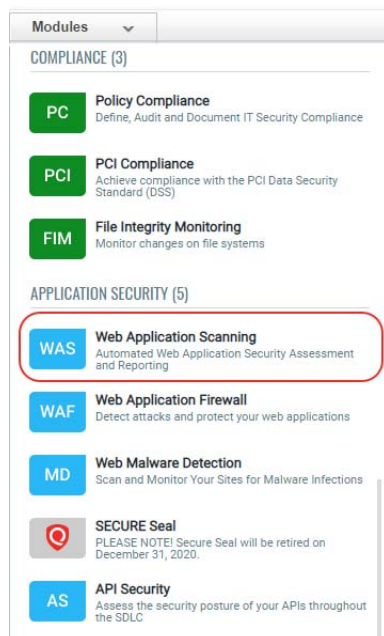 Modules
COMPLIANCE (3)
PC
Policy Compliance
Define, Audit and Document IT Security Compliance
PCI
PCI Compliance
Achieve compliance with the PCI Data Security
Standard (DSS)
FIM
File Integrity Monitoring
Monitor changes on file systems
APPLICATION SECURITY (5)
WAS
Web Application Scanning
Automated Web Application Security Assessment
and Reporting
WAF
Web Application Firewall
Detect attacks and protect your web applications
MD
Web Malware Detection
Scan and Monitor Your Sites for Malware Infections
SECURE Seal
PLEASE NOTE! Secure Seal will be retired on
December 31, 2020.
AS
API Security
Assess the security posture of your APIs throughout
the SDLC